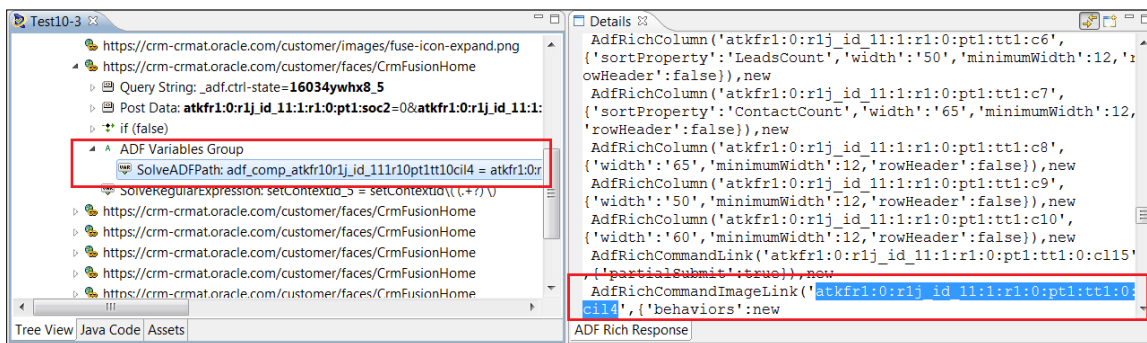 Test10-3
https://crm-crmat.oracle.com/customer/images/fuse-icon-expand.png
https://crm-crmat.oracle.com/customer/faces/CrmFusionHome
Query String: _adf.ctrl-state=16034ywhx8_5
Post Data: atkfr1:0:r1j_id_11:1:r1:0:pt1:soc2=0&atkfr1:0:r1j_id_11:1:
if (false)
ADF Variables Group
SolveADFPath: adf_comp_atkfr10r1j_id_111r10pt1tt10cil4 = atkfr1:0:r
SolveRegularExpression: setContextId_5 = setContextId\( (.+?) \)
https://crm-crmat.oracle.com/customer/faces/CrmFusionHome
https://crm-crmat.oracle.com/customer/faces/CrmFusionHome
https://crm-crmat.oracle.com/customer/faces/CrmFusionHome
https://crm-crmat.oracle.com/customer/faces/CrmFusionHome
https://crm-crmat.oracle.com/customer/faces/CrmFusionHome
Tree View Java Code Assets
Details
AdfRichColumn('atkfr1:0:r1j_id_11:1:r1:0:pt1:tt1:c6',
{'sortProperty':'LeadsCount','width':'50','minimumWidth':12,'r
owHeader':false}),new
AdfRichColumn('atkfr1:0:r1j_id_11:1:r1:0:pt1:tt1:c7',
{'sortProperty':'ContactCount','width':'65','minimumWidth':12,
'rowHeader':false}),new
AdfRichColumn('atkfr1:0:r1j_id_11:1:r1:0:pt1:tt1:c8',
{'width':'65','minimumWidth':12,'rowHeader':false}),new
AdfRichColumn('atkfr1:0:r1j_id_11:1:r1:0:pt1:tt1:c9',
{'width':'50','minimumWidth':12,'rowHeader':false}),new
AdfRichColumn('atkfr1:0:r1j_id_11:1:r1:0:pt1:tt1:c10',
{'width':'60','minimumWidth':12,'rowHeader':false}),new
AdfRichCommandLink('atkfr1:0:r1j_id_11:1:r1:0:pt1:tt1:0:cl15'
,{'partialSubmit':true}),new
AdfRichCommandImageLink('atkfr1:0:r1j_id_11:1:r1:0:pt1:tt1:0:
cil4',{'behaviors':new
ADF Rich Response